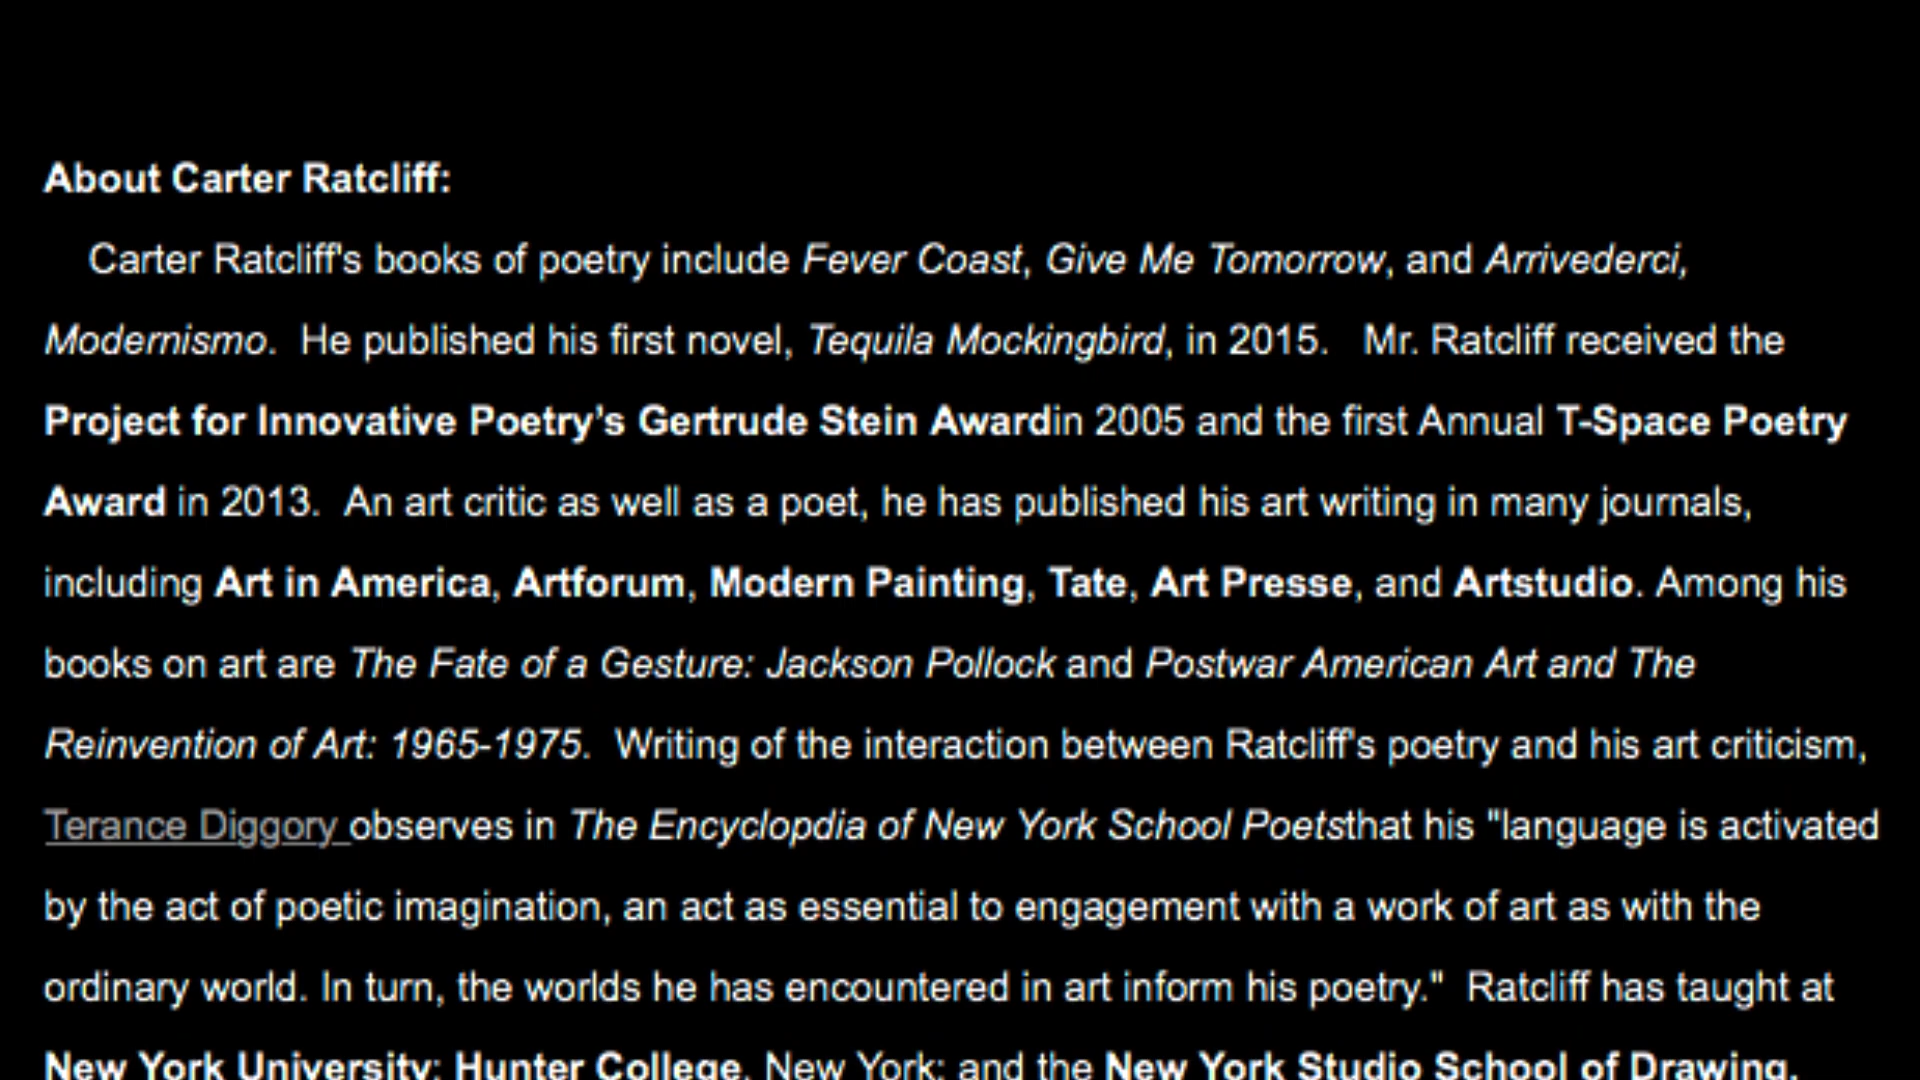 About Carter Ratcliff:
Carter Ratcliff's books of poetry include Fever Coast, Give Me Tomorrow, and Arrivederci,
Modernismo.  He published his first novel, Tequila Mockingbird, in 2015.   Mr. Ratcliff received the
Project for Innovative Poetry’s Gertrude Stein Awardin 2005 and the first Annual T-Space Poetry
Award in 2013.  An art critic as well as a poet, he has published his art writing in many journals,
including Art in America, Artforum, Modern Painting, Tate, Art Presse, and Artstudio. Among his
books on art are The Fate of a Gesture: Jackson Pollock and Postwar American Art and The
Reinvention of Art: 1965-1975.  Writing of the interaction between Ratcliff's poetry and his art criticism,
Terance Diggory observes in The Encyclopdia of New York School Poetsthat his "language is activated
by the act of poetic imagination, an act as essential to engagement with a work of art as with the
ordinary world. In turn, the worlds he has encountered in art inform his poetry."  Ratcliff has taught at
New York University; Hunter College, New York; and the New York Studio School of Drawing,